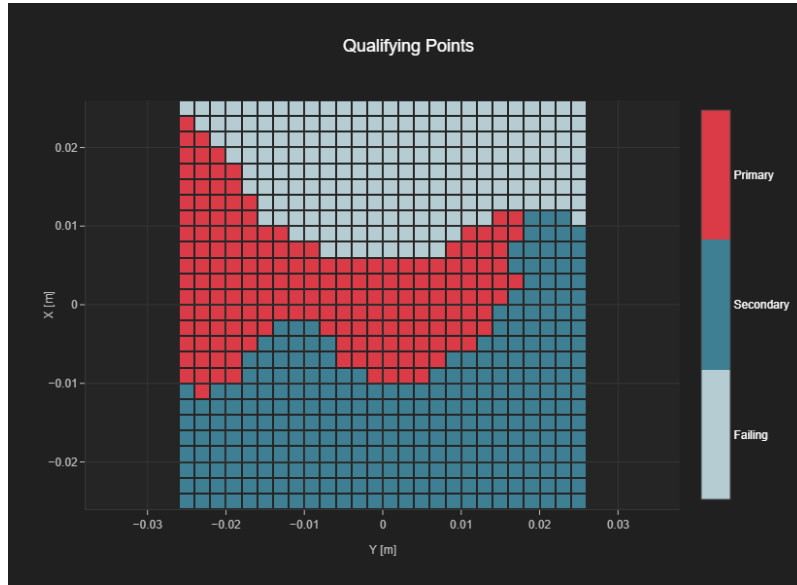 Qualifying Points
0.02
0.01
0
−0.01
−0.02
X [m]
−0.03 −0.02 −0.01 0 0.01 0.02 0.03
Y [m]
Primary
Secondary
Failing